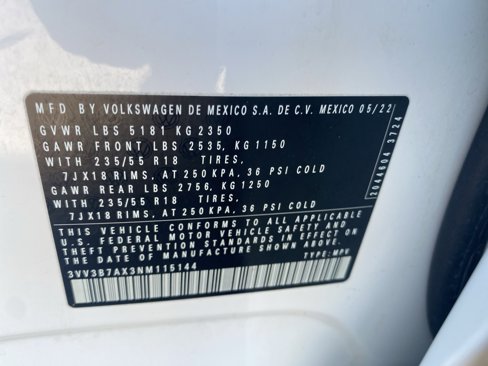 MFD BY VOLKSWAGEN DE MEXICO S.A. DE C.V. MEXICO 05/22
GVWR LBS 5181 KG 2350
GAWR FRONT LBS 2535, KG 1150
WITH 235/55 R18 TIRES,
7JX18 RIMS, AT 250 KPA, 36 PSI COLD
GAWR REAR LBS 2756, KG 1250
WITH 235/55 R18 TIRES,
7JX18 RIMS, AT 250 KPA, 36 PSI COLD
THIS VEHICLE CONFORMS TO ALL APPLICABLE
U.S. FEDERAL MOTOR VEHICLE SAFETY AND
THEFT PREVENTION STANDARDS IN EFFECT ON
THE DATE OF MANUFACTURE SHOWN ABOVE.
3VV3B7AX3NM115144 TYPE: MPV
2044604 3724